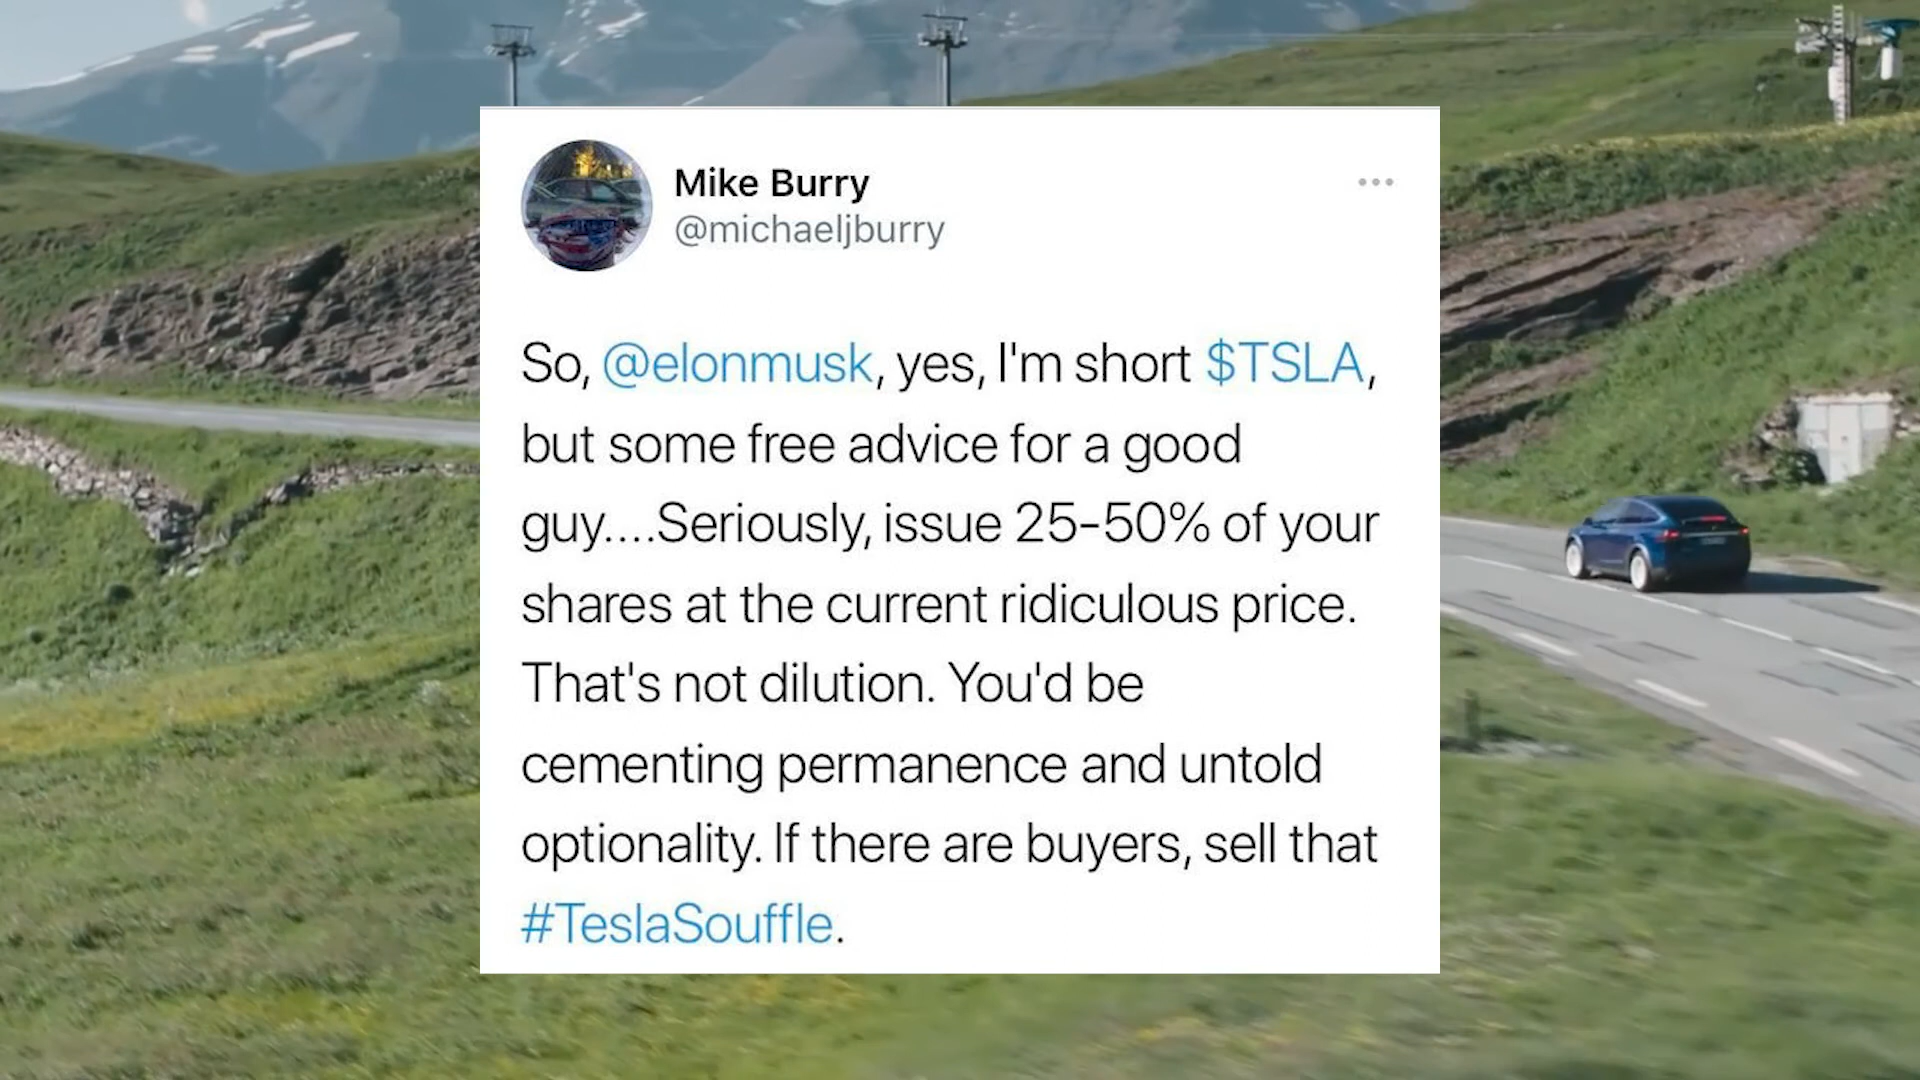 Mike Burry
@michaeljburry
So, @elonmusk, yes, I'm short $TSLA,
but some free advice for a good
guy....Seriously, issue 25-50% of your
shares at the current ridiculous price.
That's not dilution. You'd be
cementing permanence and untold
optionality. If there are buyers, sell that
#TeslaSouffle.